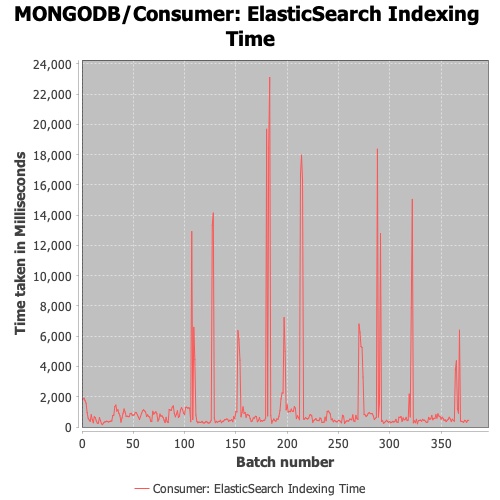 MONGODB/Consumer: ElasticSearch Indexing
Time
24,000
22,000
20,000
18,000
16,000
14,000
12,000
10,000
8,000
6,000
4,000
2,000
0
Time taken in Milliseconds
0 50 100 150 200 250 300 350
Batch number
Consumer: ElasticSearch Indexing Time